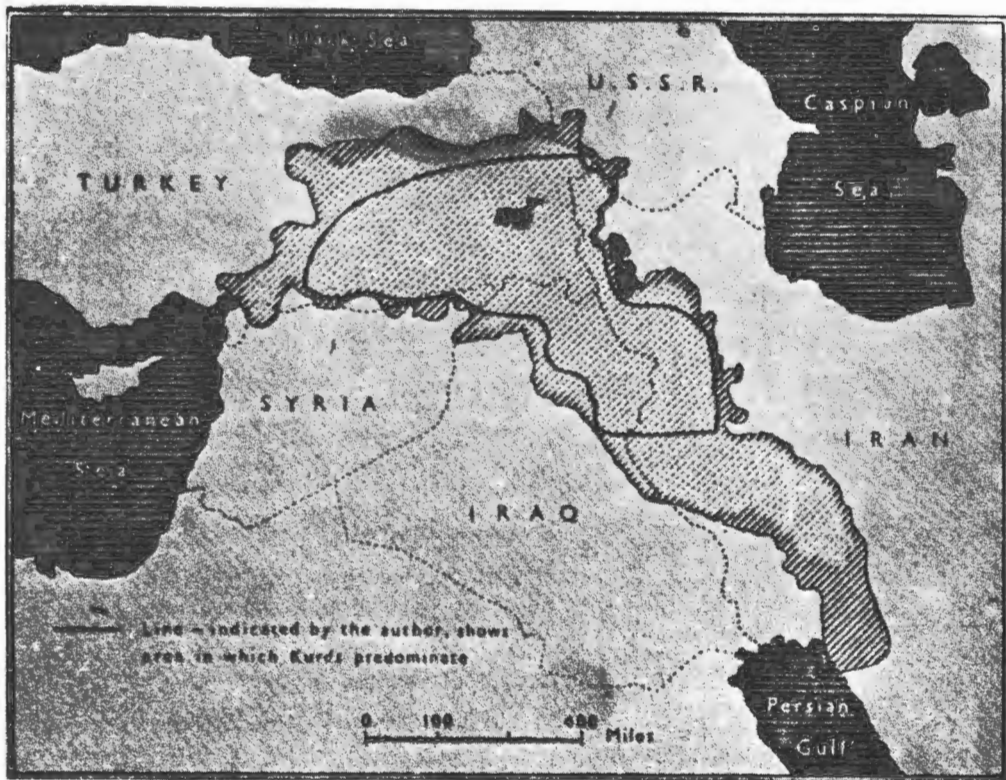 Black Sea
U.S.S.R.
Caspian
Sea
TURKEY
Mediterranean
Sea
SYRIA
IRAN
IRAQ
Line - indicated by the author, shows
area in which Kurds predominate
0 100 400
Miles
Persian
Gulf